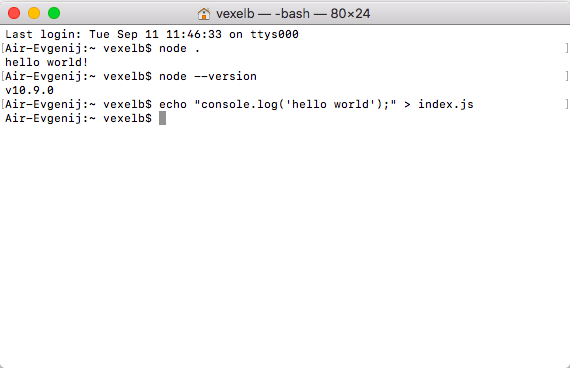 vexelb — -bash — 80×24
Last login: Tue Sep 11 11:46:33 on ttys000
[Air-Evgenij:~ vexelb$ node . ]
hello world!
[Air-Evgenij:~ vexelb$ node --version ]
v10.9.0
[Air-Evgenij:~ vexelb$ echo "console.log('hello world');" > index.js ]
Air-Evgenij:~ vexelb$